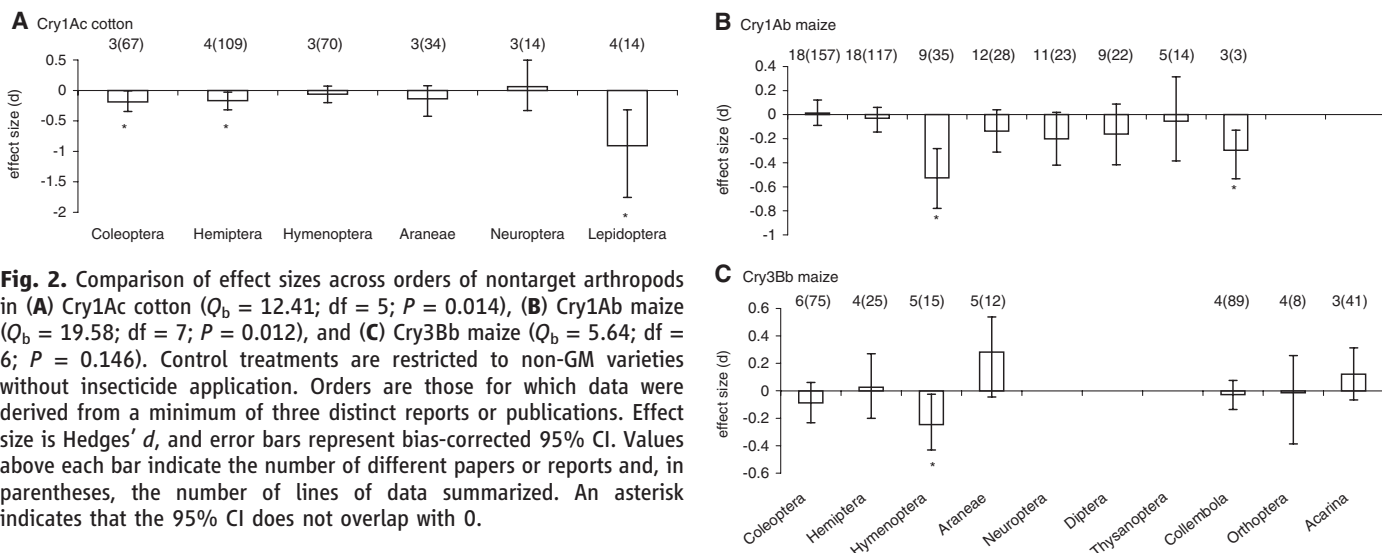 A Cry1Ac cotton
3(67) 4(109) 3(70) 3(34) 3(14) 4(14)
0.5
0
-0.5
-1
-1.5
-2
effect size (d)
* * *
Coleoptera Hemiptera Hymenoptera Araneae Neuroptera Lepidoptera
Fig. 2. Comparison of effect sizes across orders of nontarget arthropods
in (A) Cry1Ac cotton (Qb = 12.41; df = 5; P = 0.014), (B) Cry1Ab maize
(Qb = 19.58; df = 7; P = 0.012), and (C) Cry3Bb maize (Qb = 5.64; df =
6; P = 0.146). Control treatments are restricted to non-GM varieties
without insecticide application. Orders are those for which data were
derived from a minimum of three distinct reports or publications. Effect
size is Hedges' d, and error bars represent bias-corrected 95% CI. Values
above each bar indicate the number of different papers or reports and, in
parentheses, the number of lines of data summarized. An asterisk
indicates that the 95% CI does not overlap with 0.
B Cry1Ab maize
18(157) 18(117) 9(35) 12(28) 11(23) 9(22) 5(14) 3(3)
0.4
0.2
0
-0.2
-0.4
-0.6
-0.8
-1
effect size (d)
* *
C Cry3Bb maize
6(75) 4(25) 5(15) 5(12) 4(89) 4(8) 3(41)
0.6
0.4
0.2
0
-0.2
-0.4
-0.6
effect size (d)
*
Coleoptera Hemiptera Hymenoptera Araneae Neuroptera Diptera Thysanoptera Collembola Orthoptera Acarina